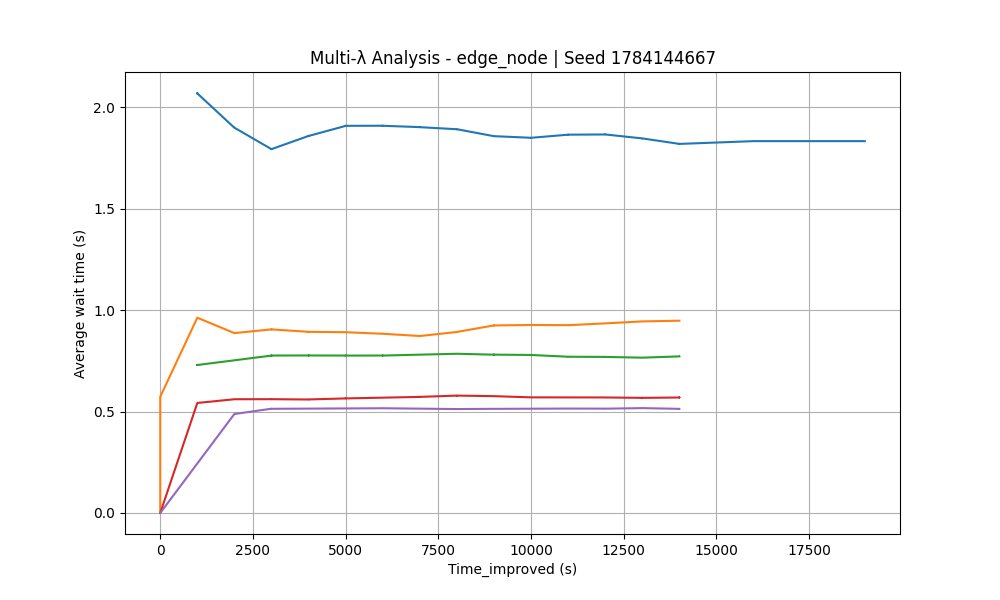 Multi-λ Analysis - edge_node | Seed 1784144667
2.0
1.5
1.0
0.5
0.0
Average wait time (s)
0 2500 5000 7500 10000 12500 15000 17500
Time_improved (s)